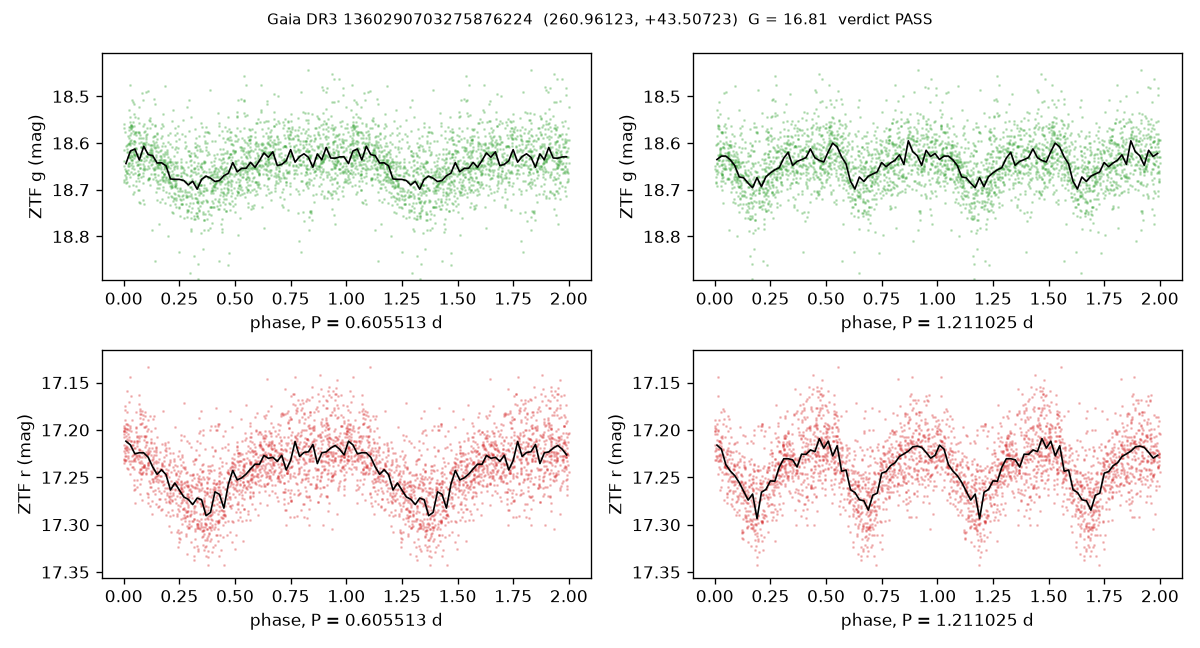 Gaia DR3 1360290703275876224  (260.96123, +43.50723)  G = 16.81  verdict PASS
ZTF g (mag)
18.5
18.6
18.7
18.8
0.00 0.25 0.50 0.75 1.00 1.25 1.50 1.75 2.00
phase, P = 0.605513 d
ZTF g (mag)
18.5
18.6
18.7
18.8
0.00 0.25 0.50 0.75 1.00 1.25 1.50 1.75 2.00
phase, P = 1.211025 d
ZTF r (mag)
17.15
17.20
17.25
17.30
17.35
0.00 0.25 0.50 0.75 1.00 1.25 1.50 1.75 2.00
phase, P = 0.605513 d
ZTF r (mag)
17.15
17.20
17.25
17.30
17.35
0.00 0.25 0.50 0.75 1.00 1.25 1.50 1.75 2.00
phase, P = 1.211025 d